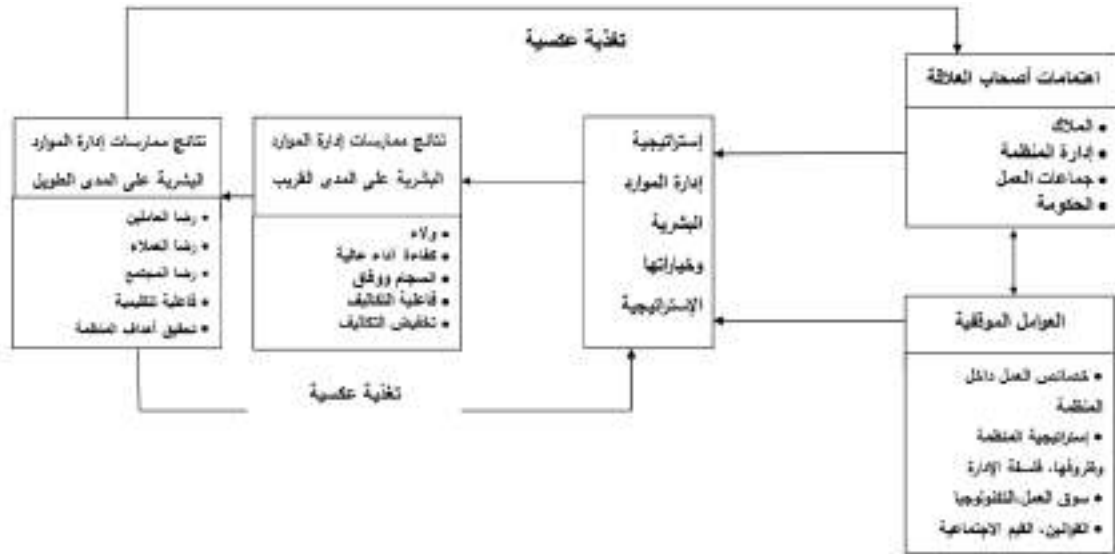 تغذية عكسية
اهتمامات أصحاب العلاقة
• الملاك
• إدارة المنظمة
• جماعات العمل
• الحكومة
العوامل الموقفية
• خصائص العمل داخل
المنظمة
• إستراتيجية المنظمة
وظروفها، فلسفة الإدارة
• سوق العمل،التكنولوجيا
• القوانين، القيم الاجتماعية
إستراتيجية
إدارة الموارد
البشرية
وخياراتها
الإستراتيجية
نتائج ممارسات إدارة الموارد
البشرية على المدى القريب
• ولاء
• كفاءة أداء عالية
• انسجام ووفاق
• فاعلية التكاليف
• تخفيض التكاليف
نتائج ممارسات إدارة الموارد
البشرية على المدى الطويل
• رضا العاملين
• رضا العملاء
• رضا المجتمع
• فاعلية تنظيمية
• تحقيق أهداف المنظمة
تغذية عكسية